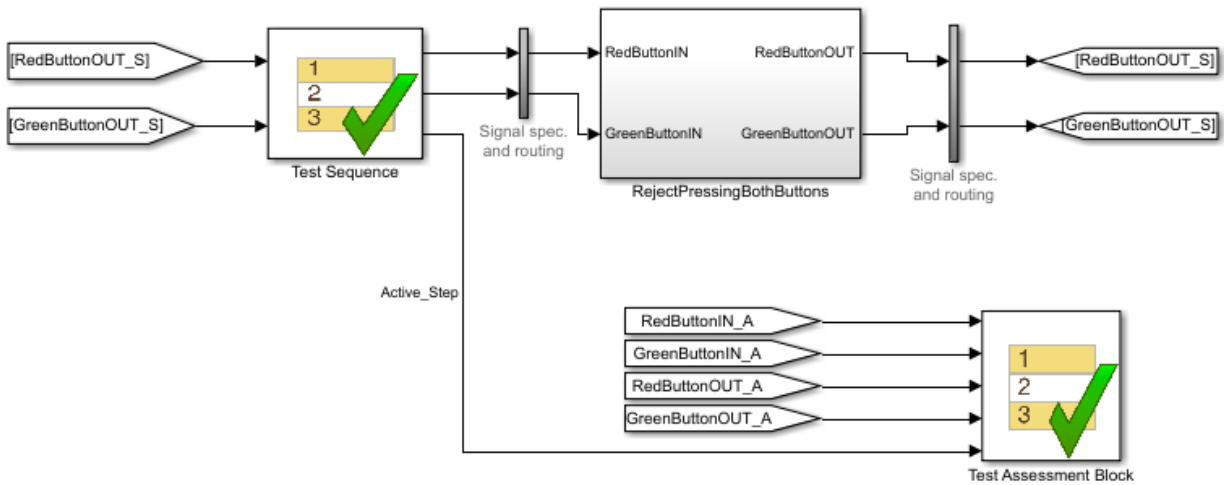 [RedButtonOUT_S]
[GreenButtonOUT_S]
1
2
3
Test Sequence
Signal spec.
and routing
RedButtonIN
RedButtonOUT
GreenButtonIN
GreenButtonOUT
RejectPressingBothButtons
Signal spec.
and routing
[RedButtonOUT_S]
[GreenButtonOUT_S]
Active_Step
RedButtonIN_A
GreenButtonIN_A
RedButtonOUT_A
GreenButtonOUT_A
1
2
3
Test Assessment Block